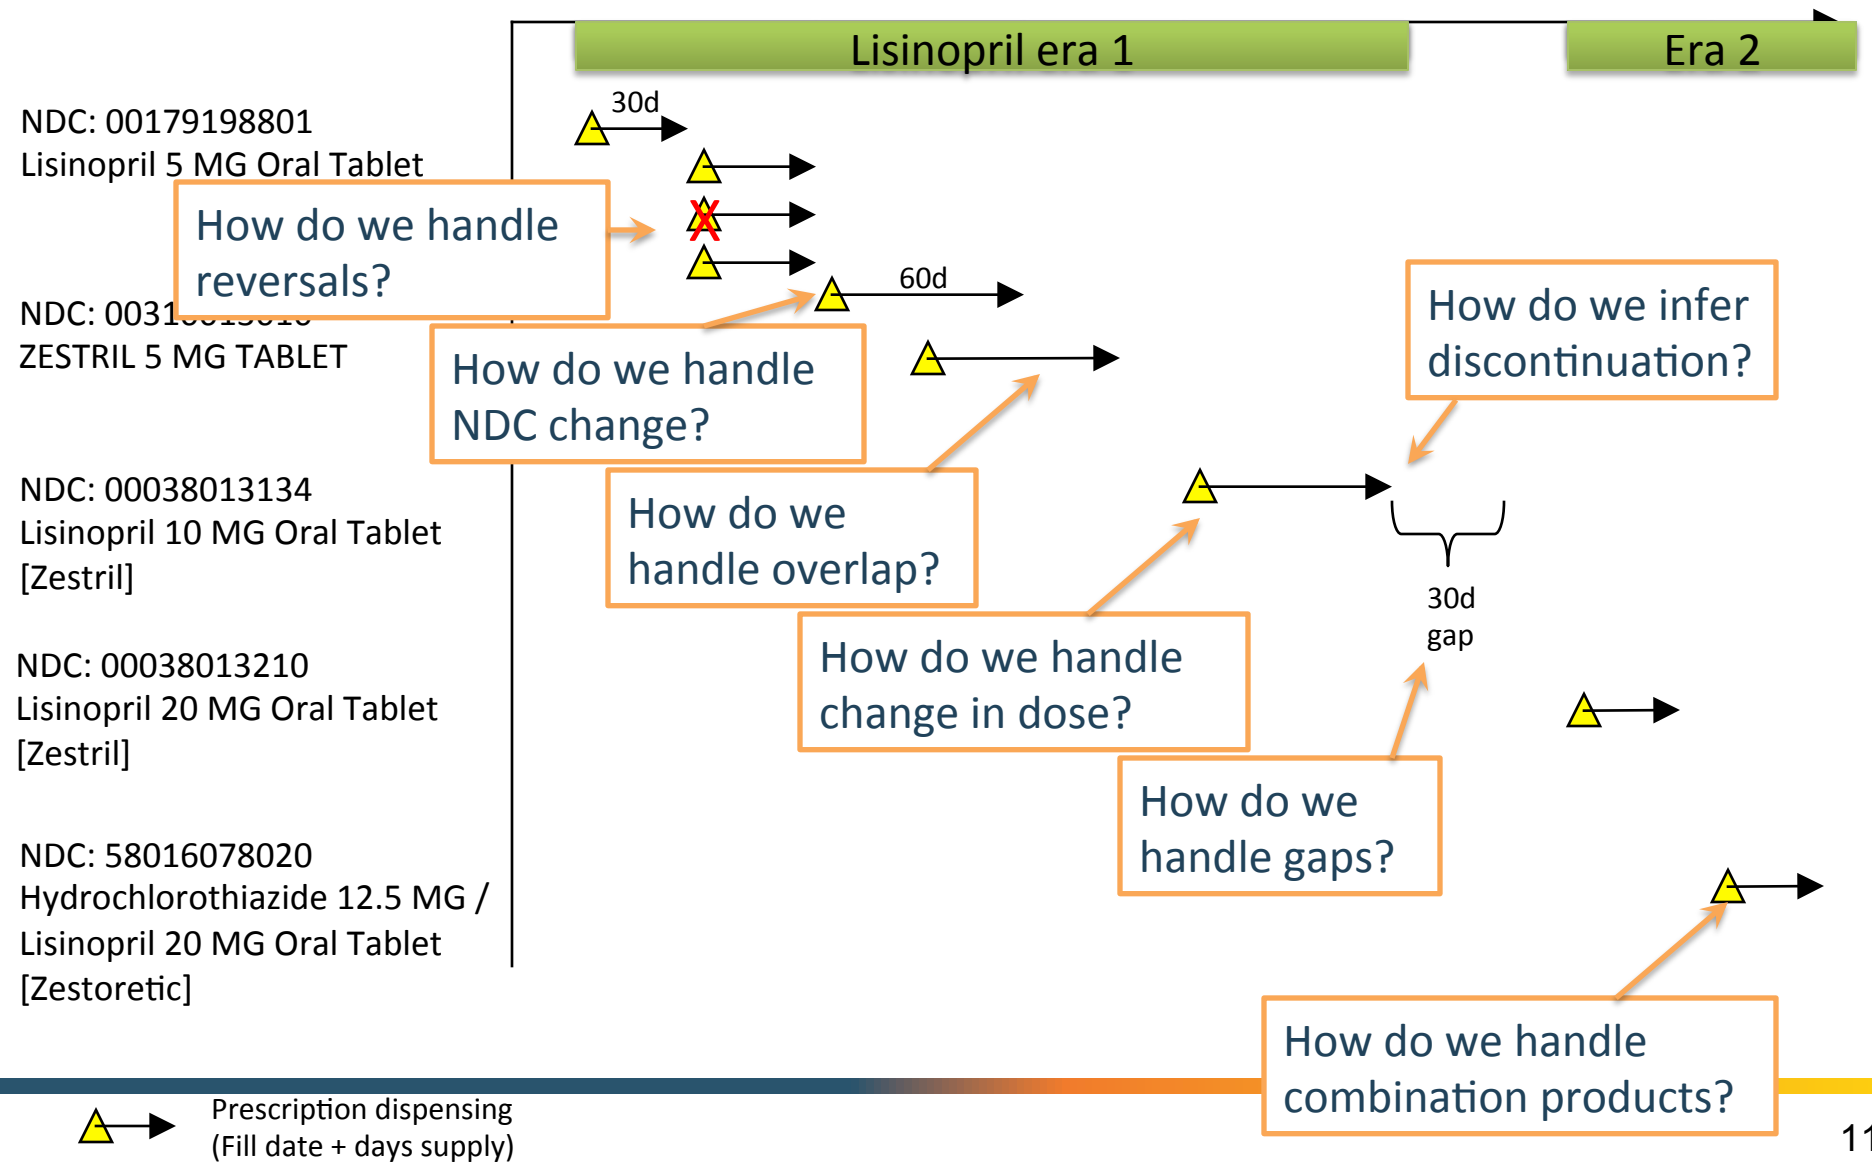 Lisinopril era 1
Era 2
NDC: 00179198801
Lisinopril 5 MG Oral Tablet
30d
How do we handle
reversals?
NDC:
ZESTRIL 5 MG TABLET
60d
How do we handle
NDC change?
How do we infer
discontinuation?
NDC: 00038013134
Lisinopril 10 MG Oral Tablet
[Zestril]
How do we
handle overlap?
30d
gap
NDC: 00038013210
Lisinopril 20 MG Oral Tablet
[Zestril]
How do we handle
change in dose?
How do we
handle gaps?
NDC: 58016078020
Hydrochlorothiazide 12.5 MG /
Lisinopril 20 MG Oral Tablet
[Zestoretic]
How do we handle
combination products?
X
Prescription dispensing
(Fill date + days supply)
11